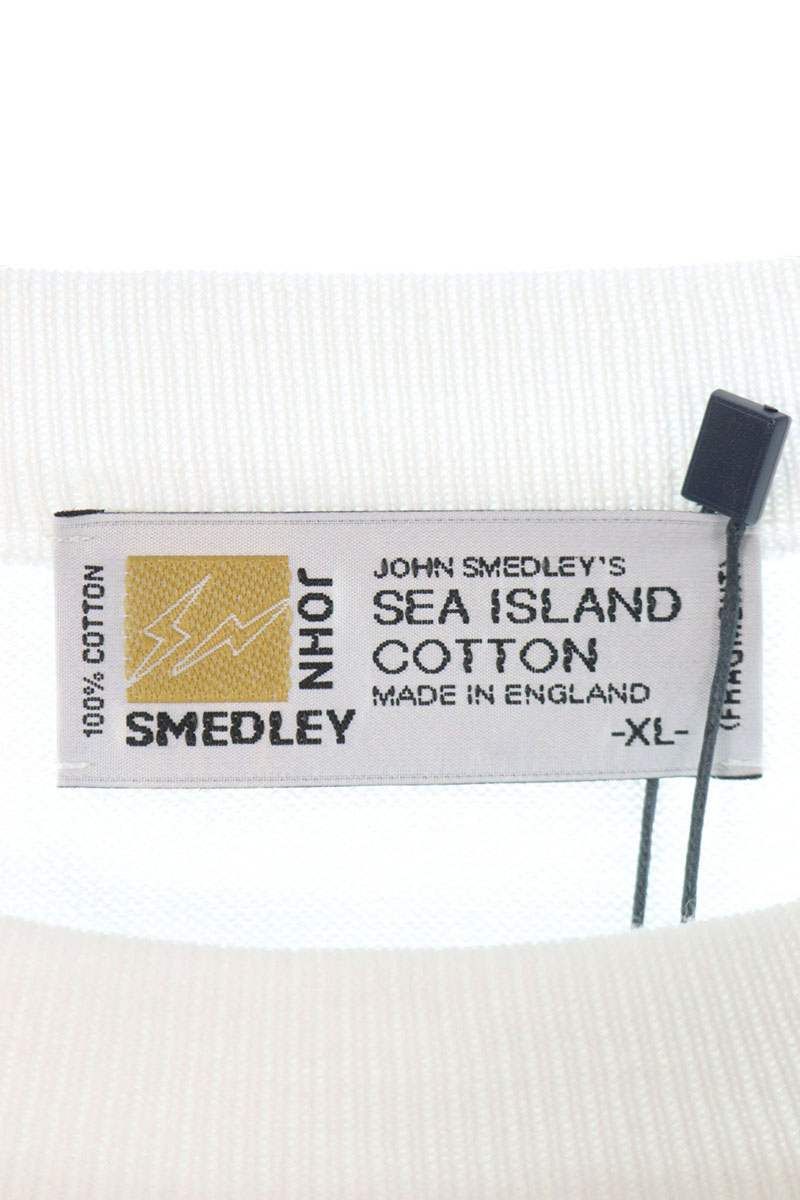 100% COTTON
JOHN
SMEDLEY
JOHN SMEDLEY'S
SEA ISLAND
COTTON
MADE IN ENGLAND
-XL-